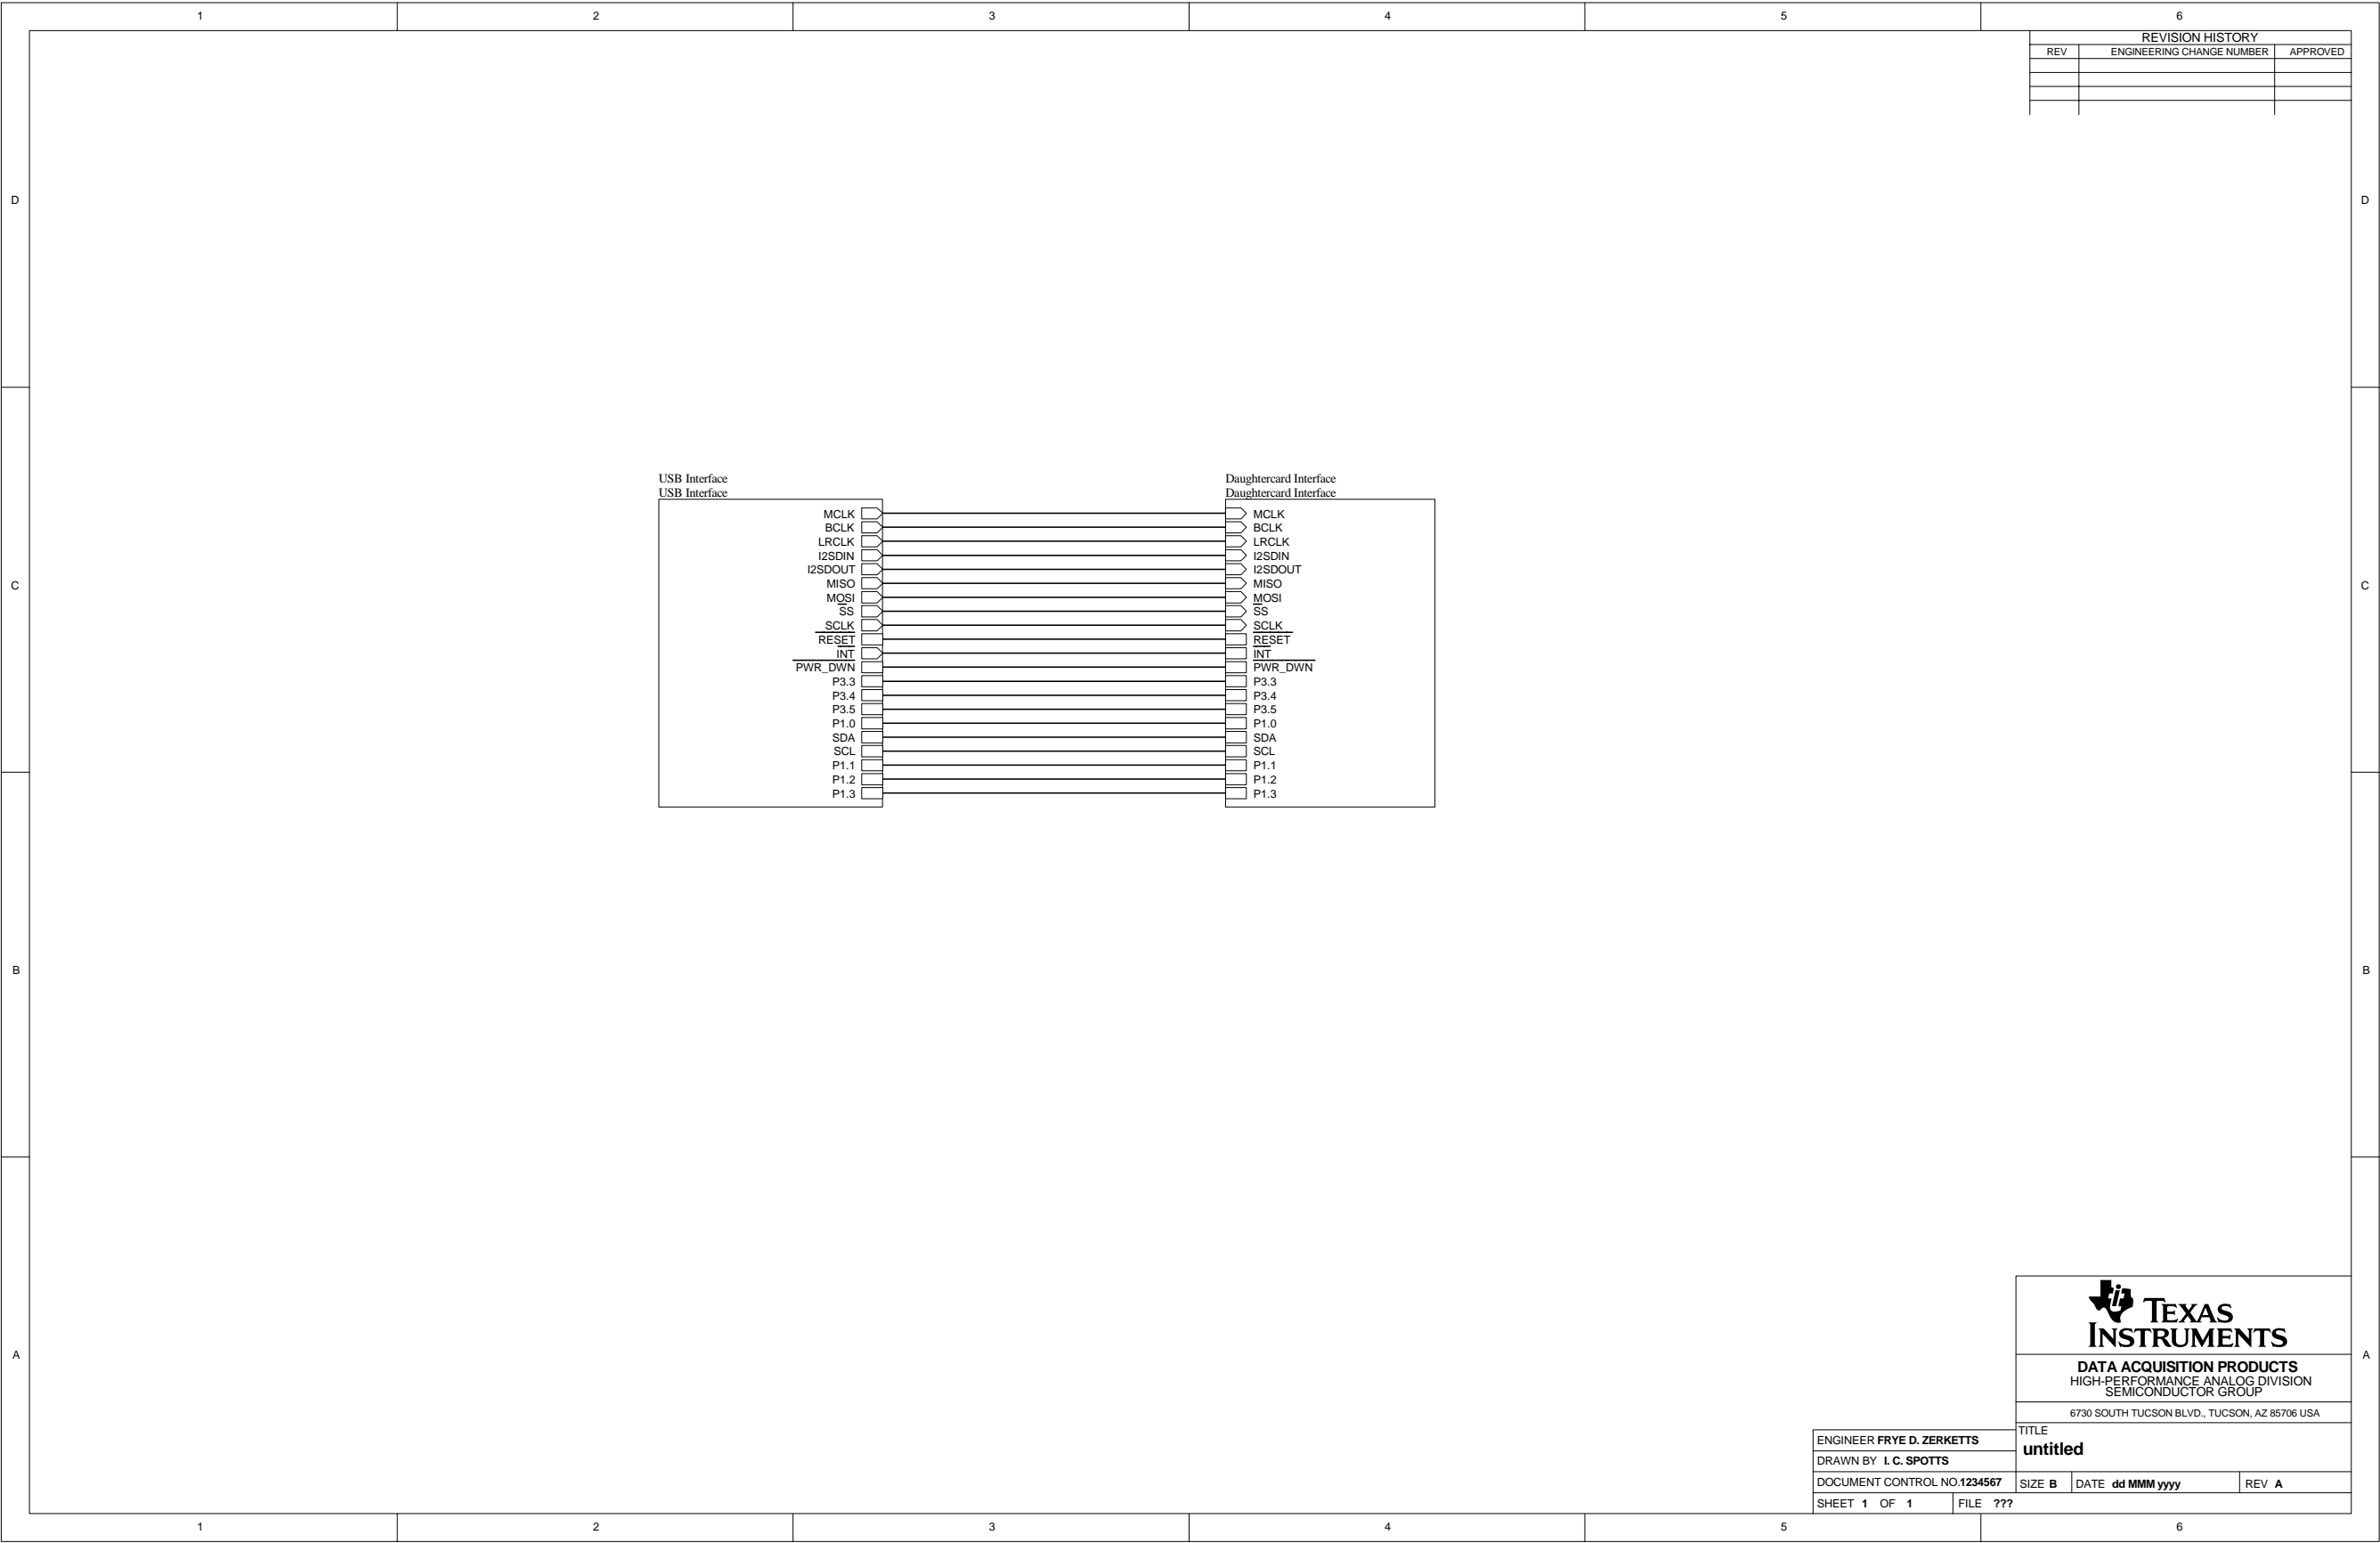 1 2 3 4 5 6
REVISION HISTORY
REV ENGINEERING CHANGE NUMBER APPROVED
D D
C C
USB Interface
USB Interface
MCLK
BCLK
LRCLK
I2SDIN
I2SDOUT
MISO
MOSI
SS
SCLK
RESET
INT
PWR_DWN
P3.3
P3.4
P3.5
P1.0
SDA
SCL
P1.1
P1.2
P1.3
Daughtercard Interface
Daughtercard Interface
MCLK
BCLK
LRCLK
I2SDIN
I2SDOUT
MISO
MOSI
SS
SCLK
RESET
INT
PWR_DWN
P3.3
P3.4
P3.5
P1.0
SDA
SCL
P1.1
P1.2
P1.3
B B
A A
TEXAS
INSTRUMENTS
DATA ACQUISITION PRODUCTS
HIGH-PERFORMANCE ANALOG DIVISION
SEMICONDUCTOR GROUP
6730 SOUTH TUCSON BLVD., TUCSON, AZ 85706 USA
TITLE
untitled
ENGINEER FRYE D. ZERKETTS
DRAWN BY I. C. SPOTTS
DOCUMENT CONTROL NO. 1234567
SIZE B DATE dd MMM yyyy REV A
SHEET 1 OF 1 FILE ???
1 2 3 4 5 6